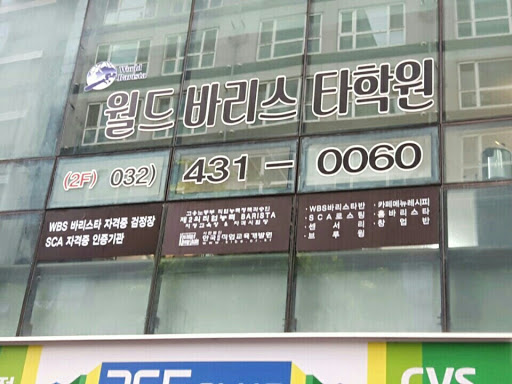 World
Barista
월드 바리스타학원
(2F) 032) 431-0060
WBS 바리스타 자격증 검정장
SCA 자격증 인증기관
BARISTA
· WBS바리스타반
· SCA로스팅
· 센서리
· 브루잉
· 카페메뉴레시피
· 홈바리스타
· 창업반
CVS